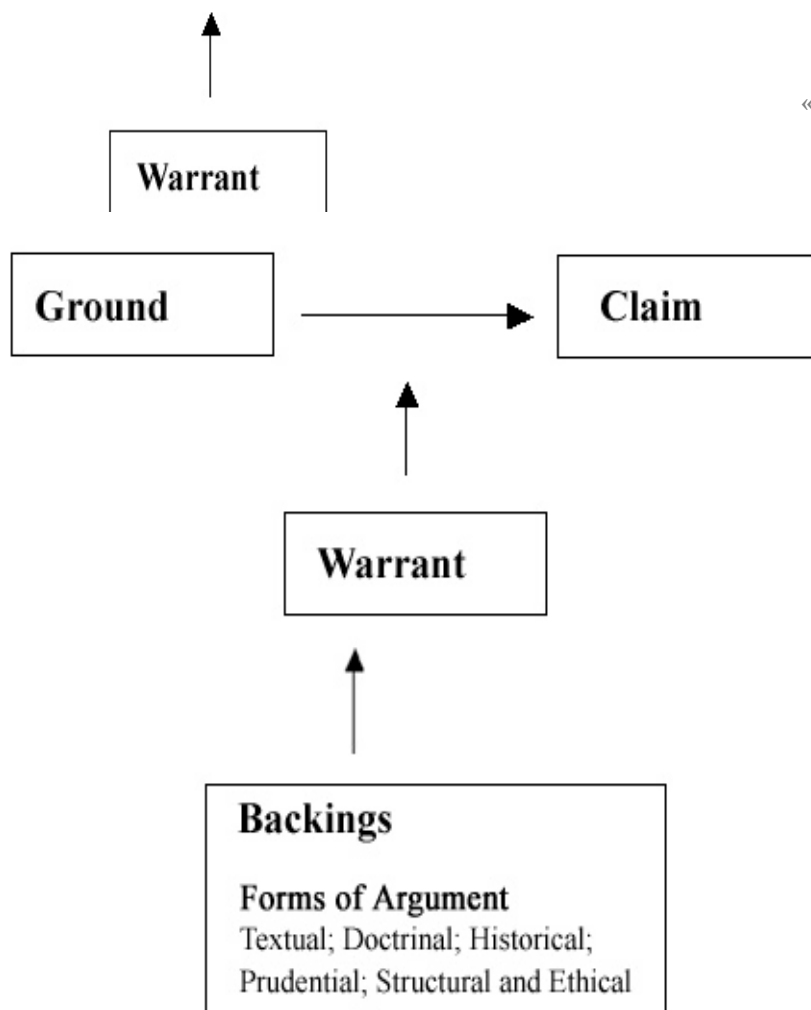 «
Warrant
Ground
Claim
Warrant
Backings
Forms of Argument
Textual; Doctrinal; Historical;
Prudential; Structural and Ethical